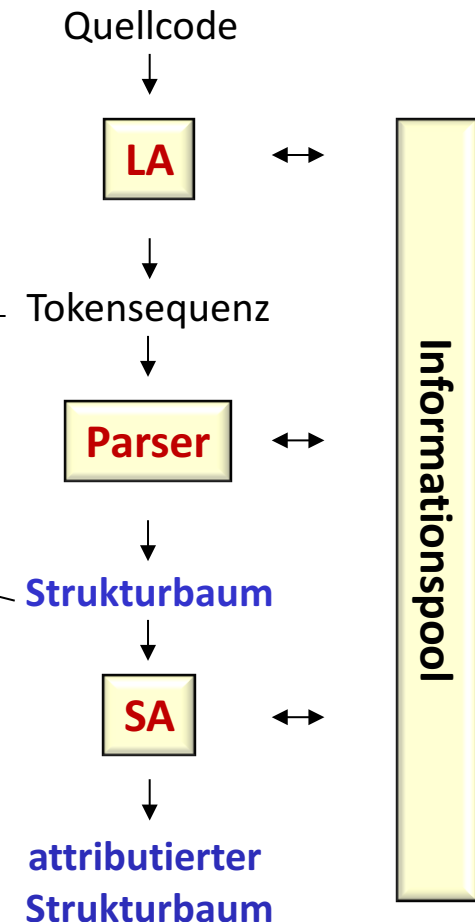 Quellcode
LA
Tokensequenz
Parser
Strukturbaum
SA
attributierter
Strukturbaum
Informationspool